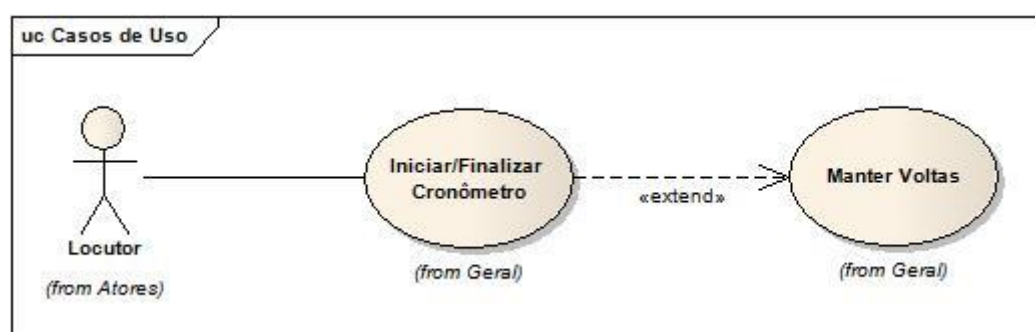 uc Casos de Uso
Iniciar/Finalizar
Cronômetro
Manter Voltas
«extend»
Locutor
(from Geral)
(from Geral)
(from Atores)